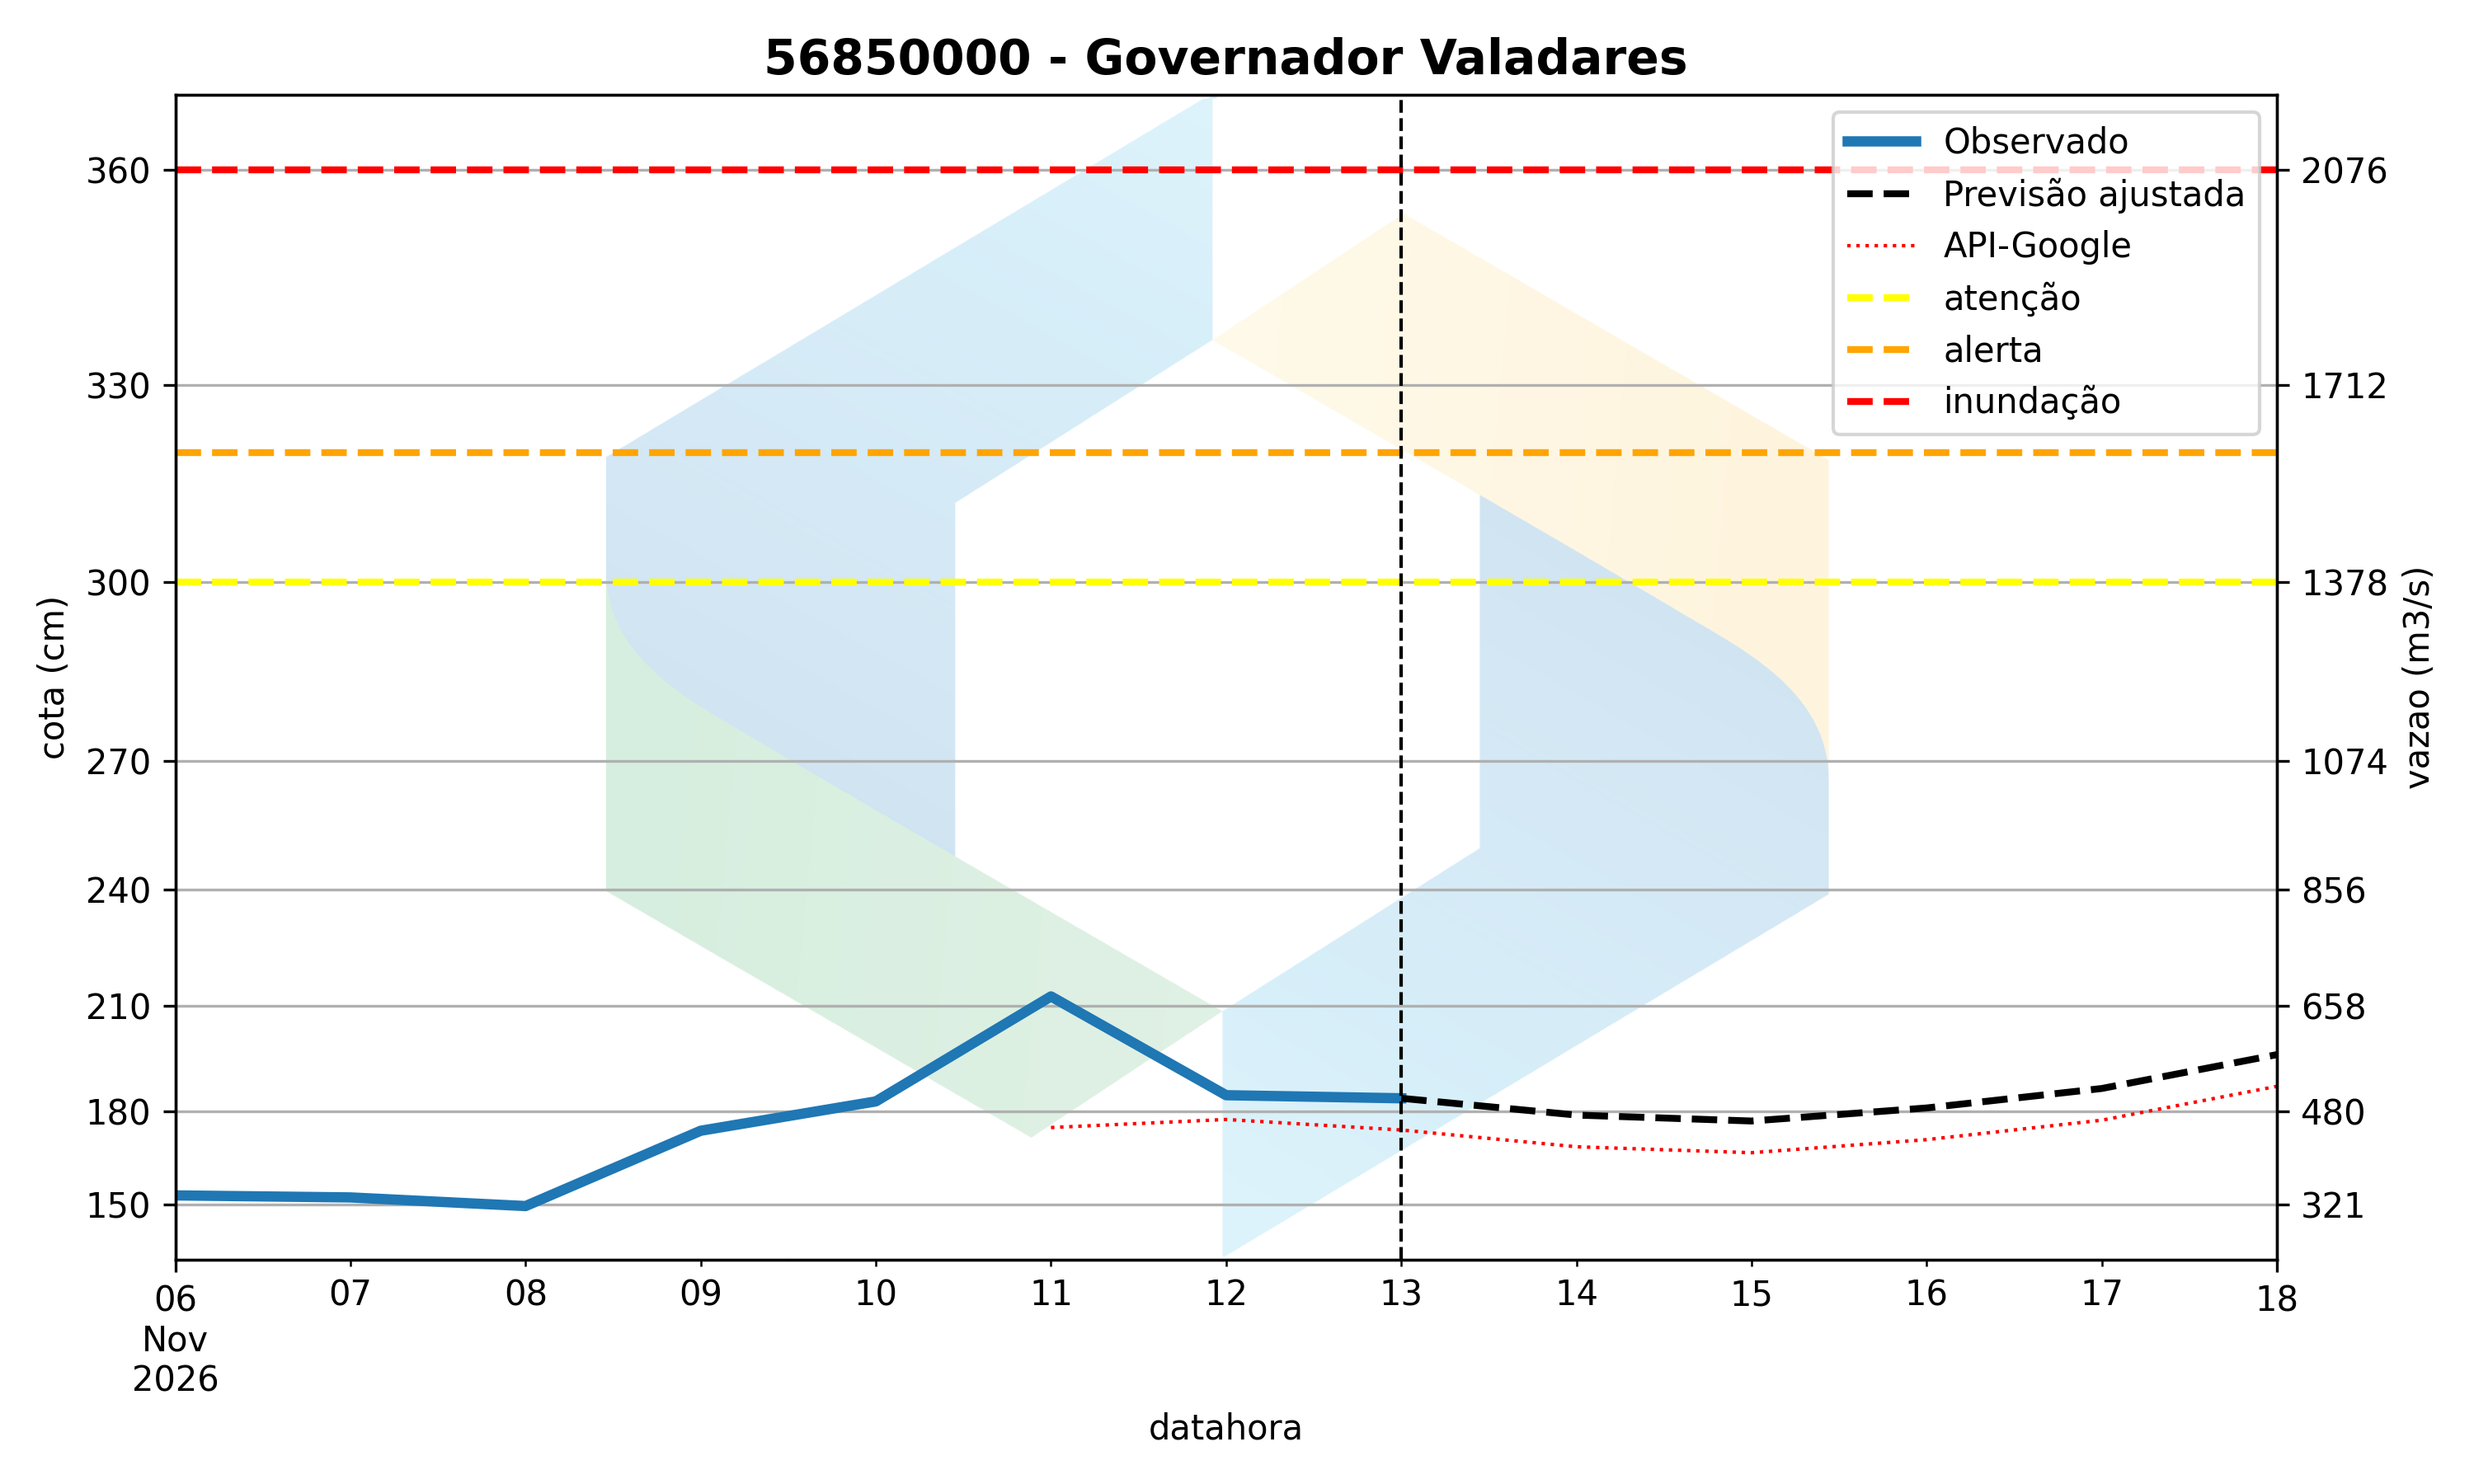 56850000 - Governador Valadares
Observado
Previsão ajustada
API-Google
atenção
alerta
inundação
cota (cm)
360
330
300
270
240
210
180
150
2076
1712
1378
1074
856
658
480
321
vazao (m3/s)
06
Nov
2026
07
08
09
10
11
12
13
14
15
16
17
18
datahora